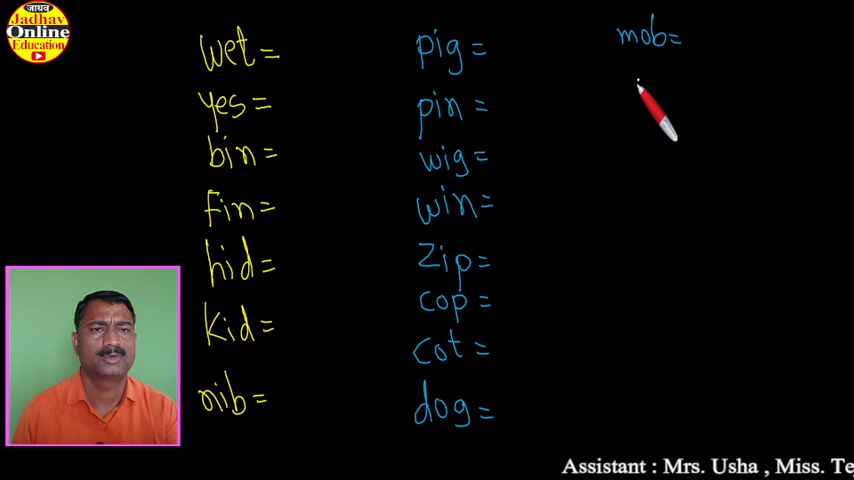 जाधव
Jadhav
Online
Education
wet =
yes =
bin =
fin =
hid =
kid =
nib =
pig =
pin =
wig =
win =
zip =
cop =
cot =
dog =
mob =
Assistant : Mrs. Usha , Miss. Te